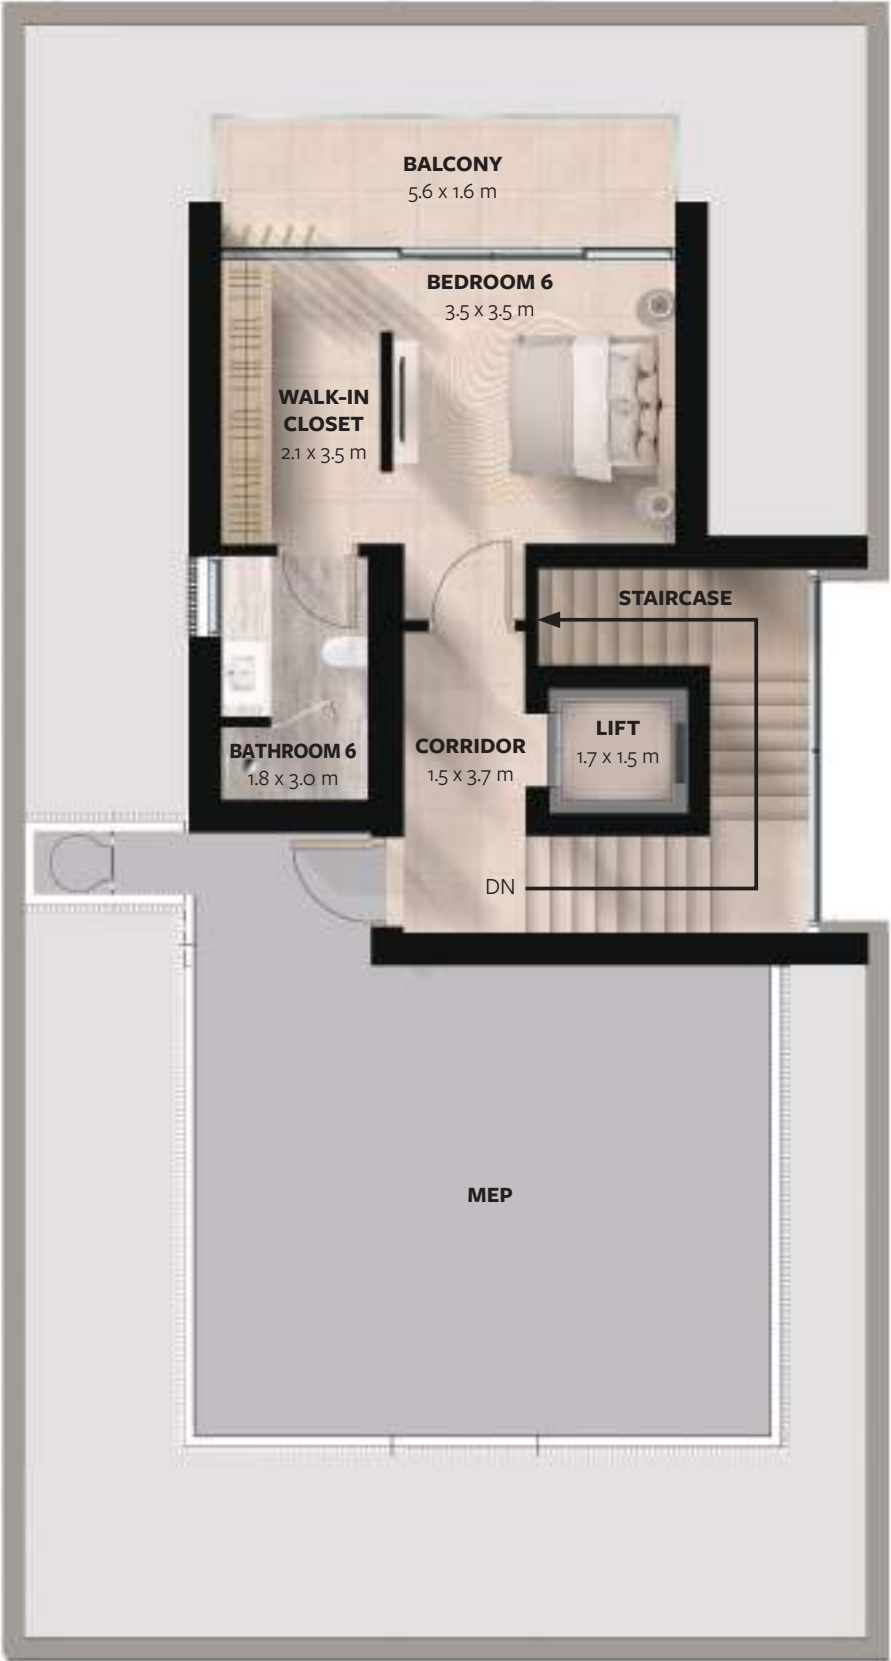 BALCONY
5.6 x 1.6 m
BEDROOM 6
3.5 x 3.5 m
WALK-IN
CLOSET
2.1 x 3.5 m
STAIRCASE
LIFT
1.7 x 1.5 m
BATHROOM 6
1.8 x 3.0 m
CORRIDOR
1.5 x 3.7 m
DN
MEP